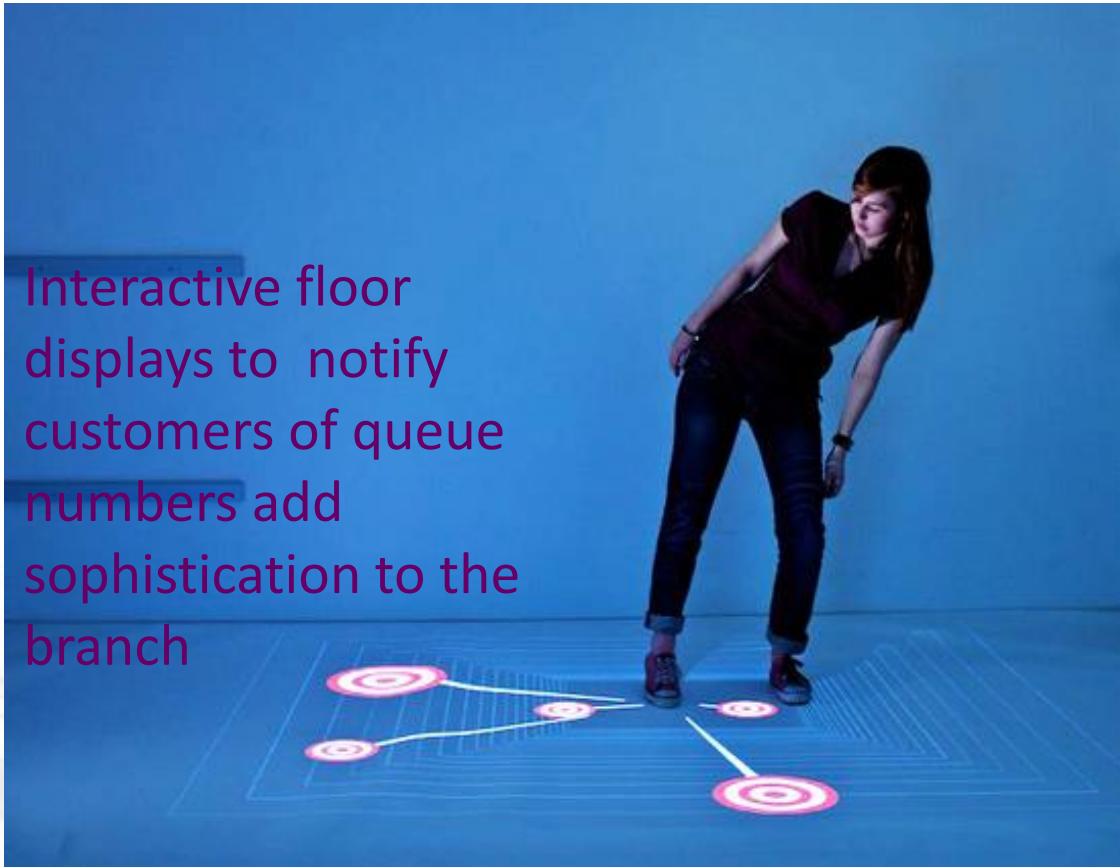 Interactive floor
displays to  notify
customers of queue
numbers add
sophistication to the
branch